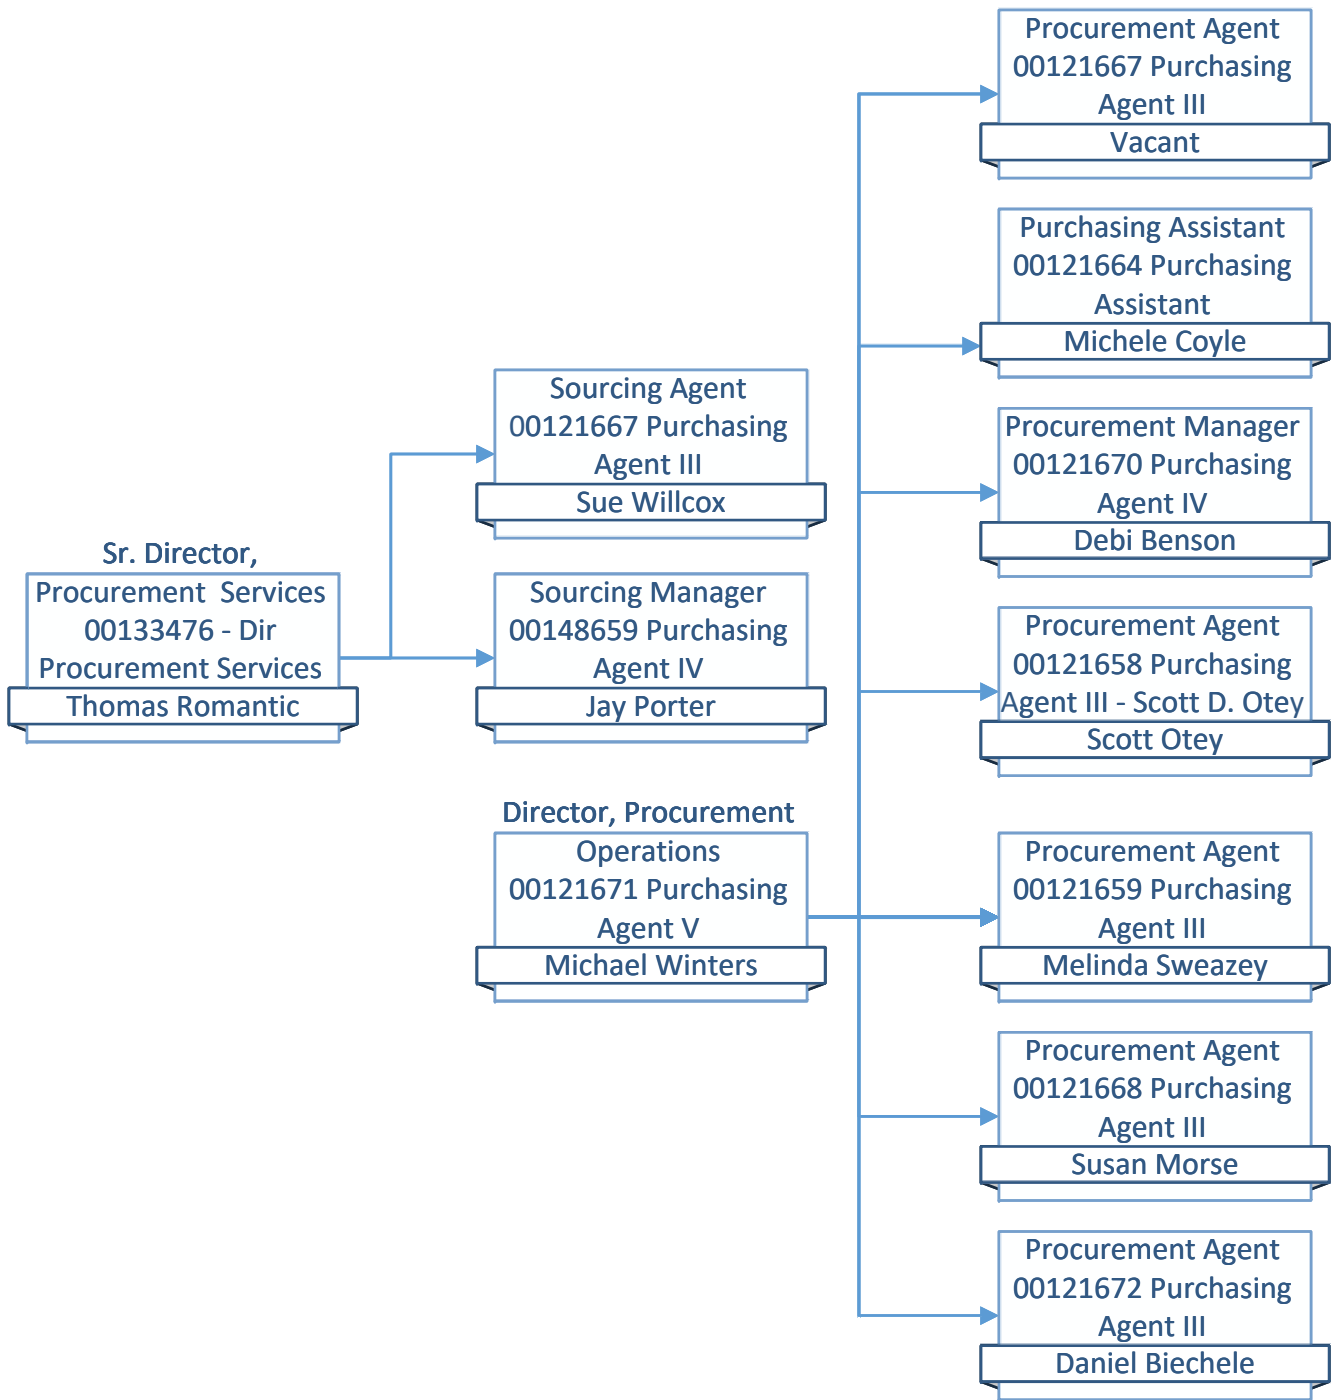 Sr. Director,
Procurement  Services
00133476 - Dir
Procurement Services
Thomas Romantic
Sourcing Agent
00121667 Purchasing
Agent III
Sue Willcox
Sourcing Manager
00148659 Purchasing
Agent IV
Jay Porter
Director, Procurement
Operations
00121671 Purchasing
Agent V
Michael Winters
Procurement Agent
00121667 Purchasing
Agent III
Vacant
Purchasing Assistant
00121664 Purchasing
Assistant
Michele Coyle
Procurement Manager
00121670 Purchasing
Agent IV
Debi Benson
Procurement Agent
00121658 Purchasing
Agent III - Scott D. Otey
Scott Otey
Procurement Agent
00121659 Purchasing
Agent III
Melinda Sweazey
Procurement Agent
00121668 Purchasing
Agent III
Susan Morse
Procurement Agent
00121672 Purchasing
Agent III
Daniel Biechele